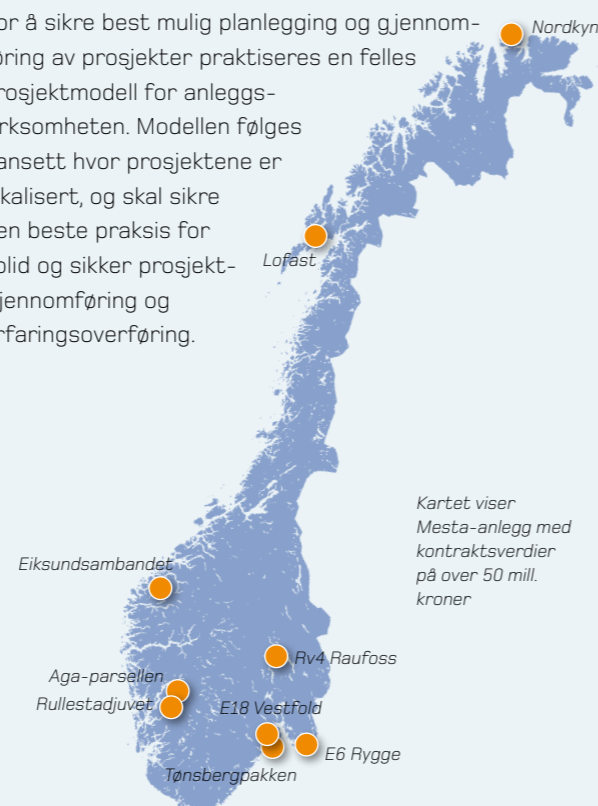 or å sikre best mulig planlegging og gjennom-
øring av prosjekter praktiseres en felles
rosjektmodell for anleggs-
rksomheten. Modellen følges
ansett hvor prosjektene er
kalisert, og skal sikre
en beste praksis for
olid og sikker prosjekt-
jennomføring og
rfaringsoverføring.
Nordkyn
Lofast
Kartet viser
Mesta-anlegg med
kontraktsverdier
på over 50 mill.
kroner
Eiksundsambandet
Rv4 Raufoss
Aga-parsellen
Rullestadjuvet
E18 Vestfold
E6 Rygge
Tønsbergpakken